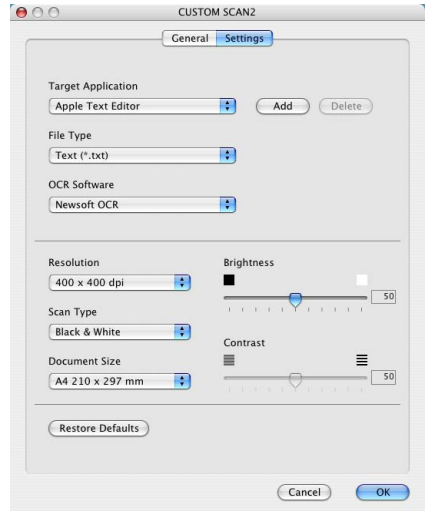 CUSTOM SCAN2
General Settings
Target Application
Apple Text Editor Add Delete
File Type
Text (*.txt)
OCR Software
Newsoft OCR
Resolution
400 x 400 dpi
Scan Type
Black & White
Document Size
A4 210 x 297 mm
Brightness
50
Contrast
50
Restore Defaults
Cancel OK